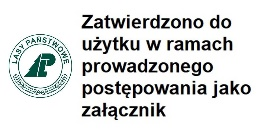 LASY PAŃSTWOWE
Zatwierdzono do
użytku w ramach
prowadzonego
postępowania jako
załącznik